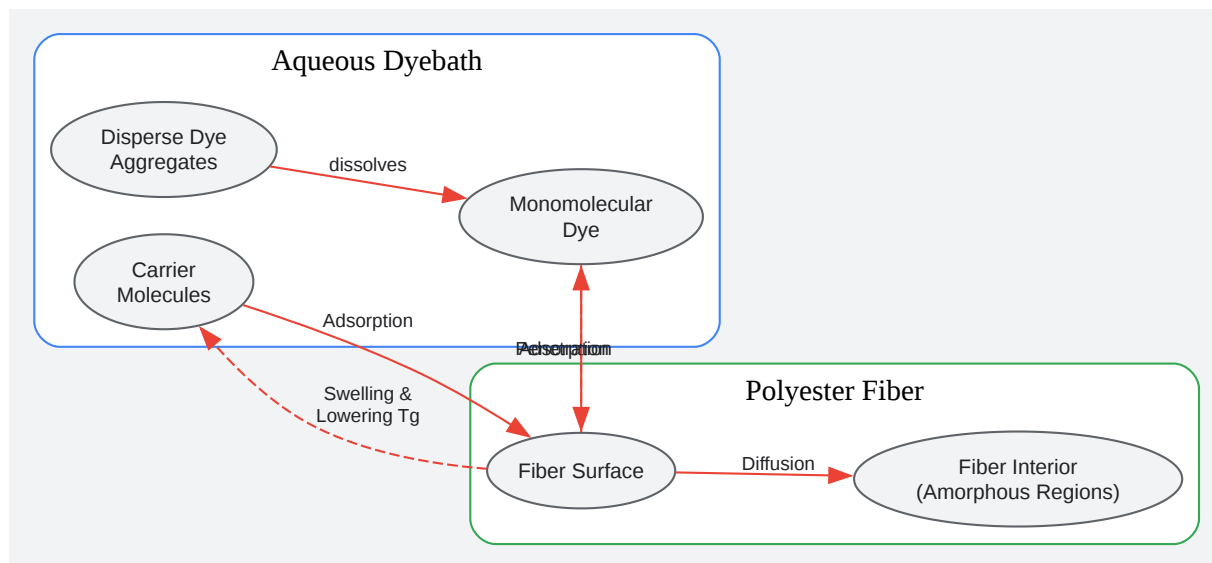 Aqueous Dyebath
Disperse Dye
Aggregates
dissolves
Monomolecular
Dye
Carrier
Molecules
Adsorption
Adsorption
Swelling &
Lowering Tg
Polyester Fiber
Fiber Surface
Diffusion
Fiber Interior
(Amorphous Regions)